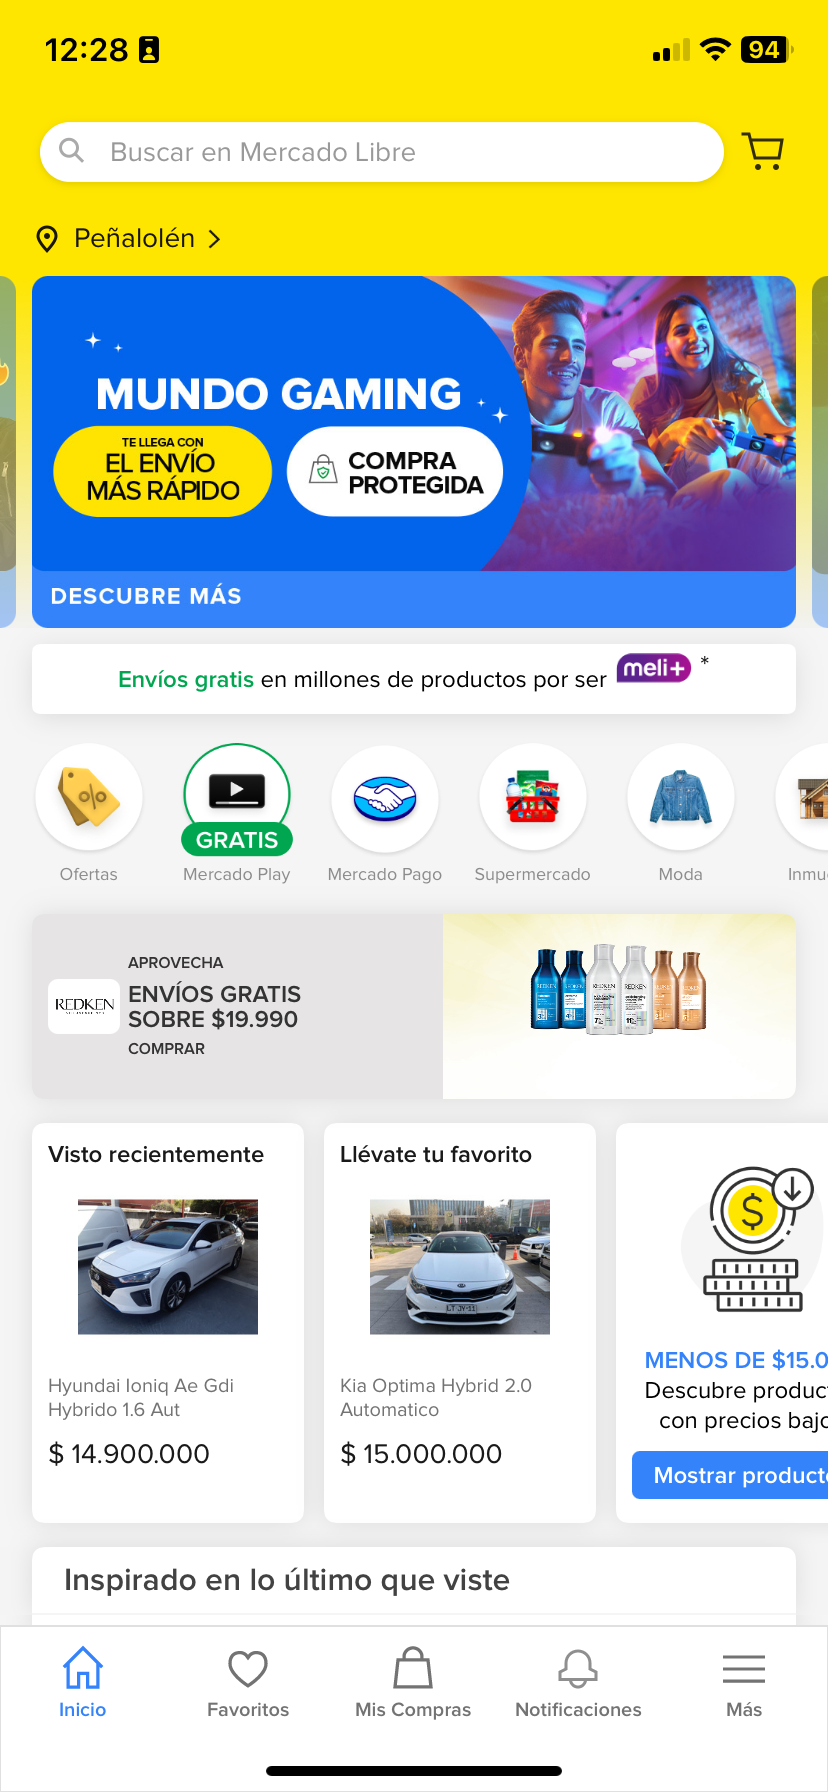 12:28
94
Buscar en Mercado Libre
Peñalolén
MUNDO GAMING
TE LLEGA CON
EL ENVÍO
MÁS RÁPIDO
COMPRA
PROTEGIDA
DESCUBRE MÁS
Envíos gratis en millones de productos por ser meli+ *
GRATIS
Ofertas
Mercado Play
Mercado Pago
Supermercado
Moda
Inmu
APROVECHA
REDKEN
ENVÍOS GRATIS
SOBRE $19.990
COMPRAR
Visto recientemente
Hyundai Ioniq Ae Gdi
Hybrido 1.6 Aut
$ 14.900.000
Llévate tu favorito
Kia Optima Hybrid 2.0
Automatico
$ 15.000.000
MENOS DE $15.0
Descubre produc
con precios bajo
Mostrar product
Inspirado en lo último que viste
Inicio
Favoritos
Mis Compras
Notificaciones
Más